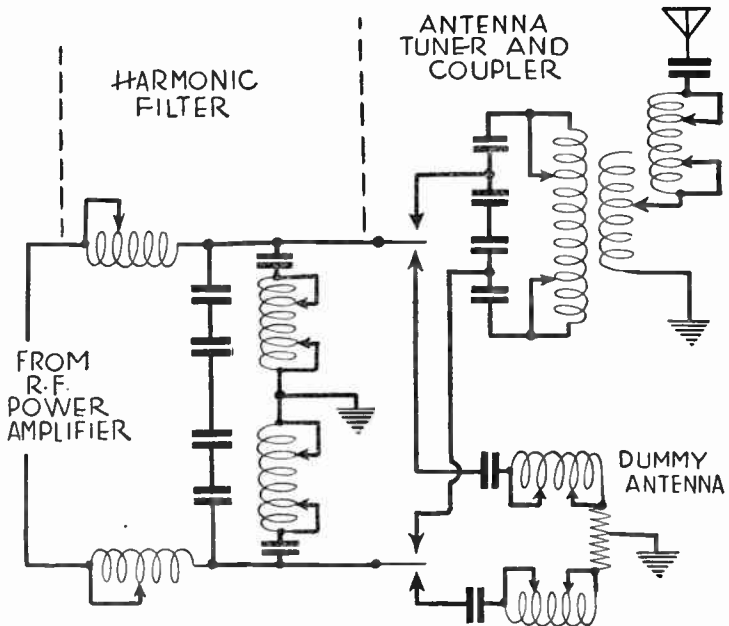 HARMONIC
FILTER
ANTENNA
TUNER AND
COUPLER
FROM
R.F.
POWER
AMPLIFIER
DUMMY
ANTENNA